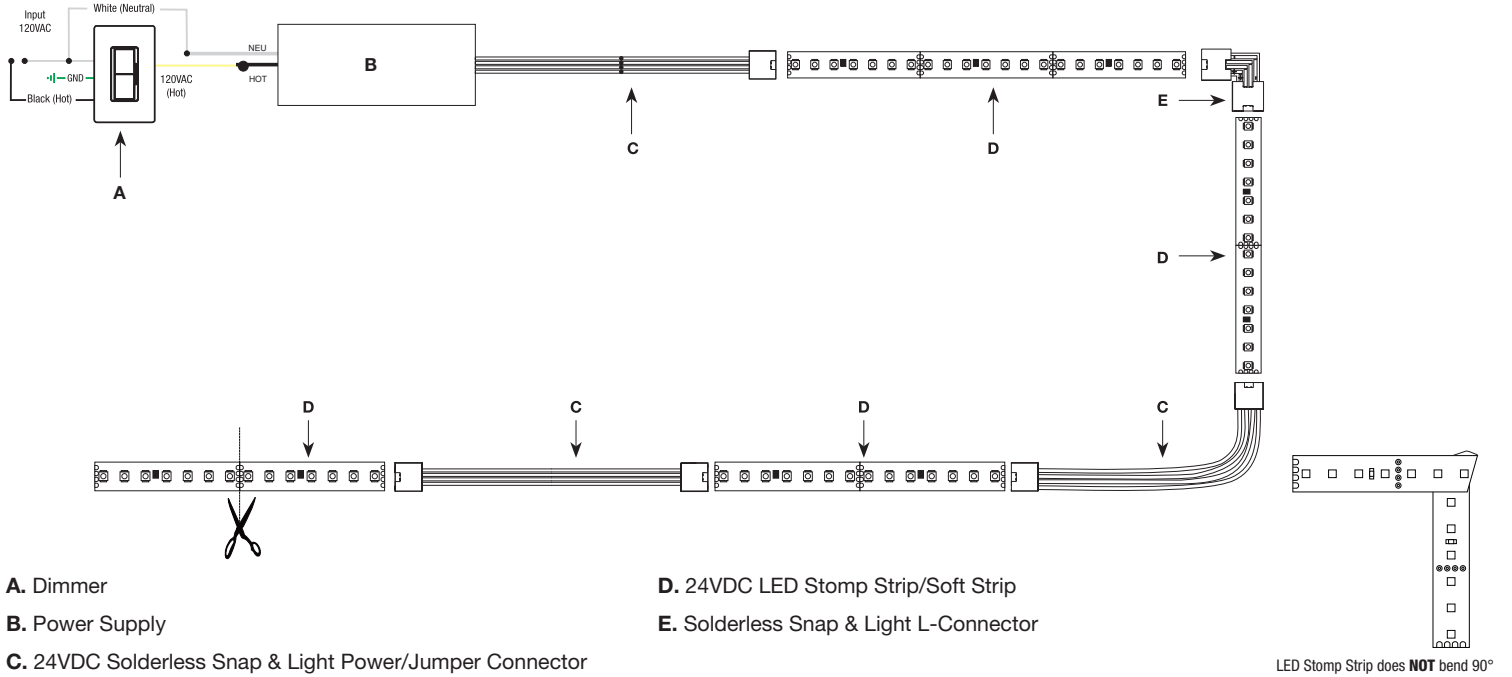 Input
120VAC
White (Neutral)
GND
Black (Hot)
120VAC
(Hot)
NEU
HOT
B
A
C
D
E
D
D
C
D
C
A. Dimmer
B. Power Supply
C. 24VDC Solderless Snap & Light Power/Jumper Connector
D. 24VDC LED Stomp Strip/Soft Strip
E. Solderless Snap & Light L-Connector
LED Stomp Strip does NOT bend 90°